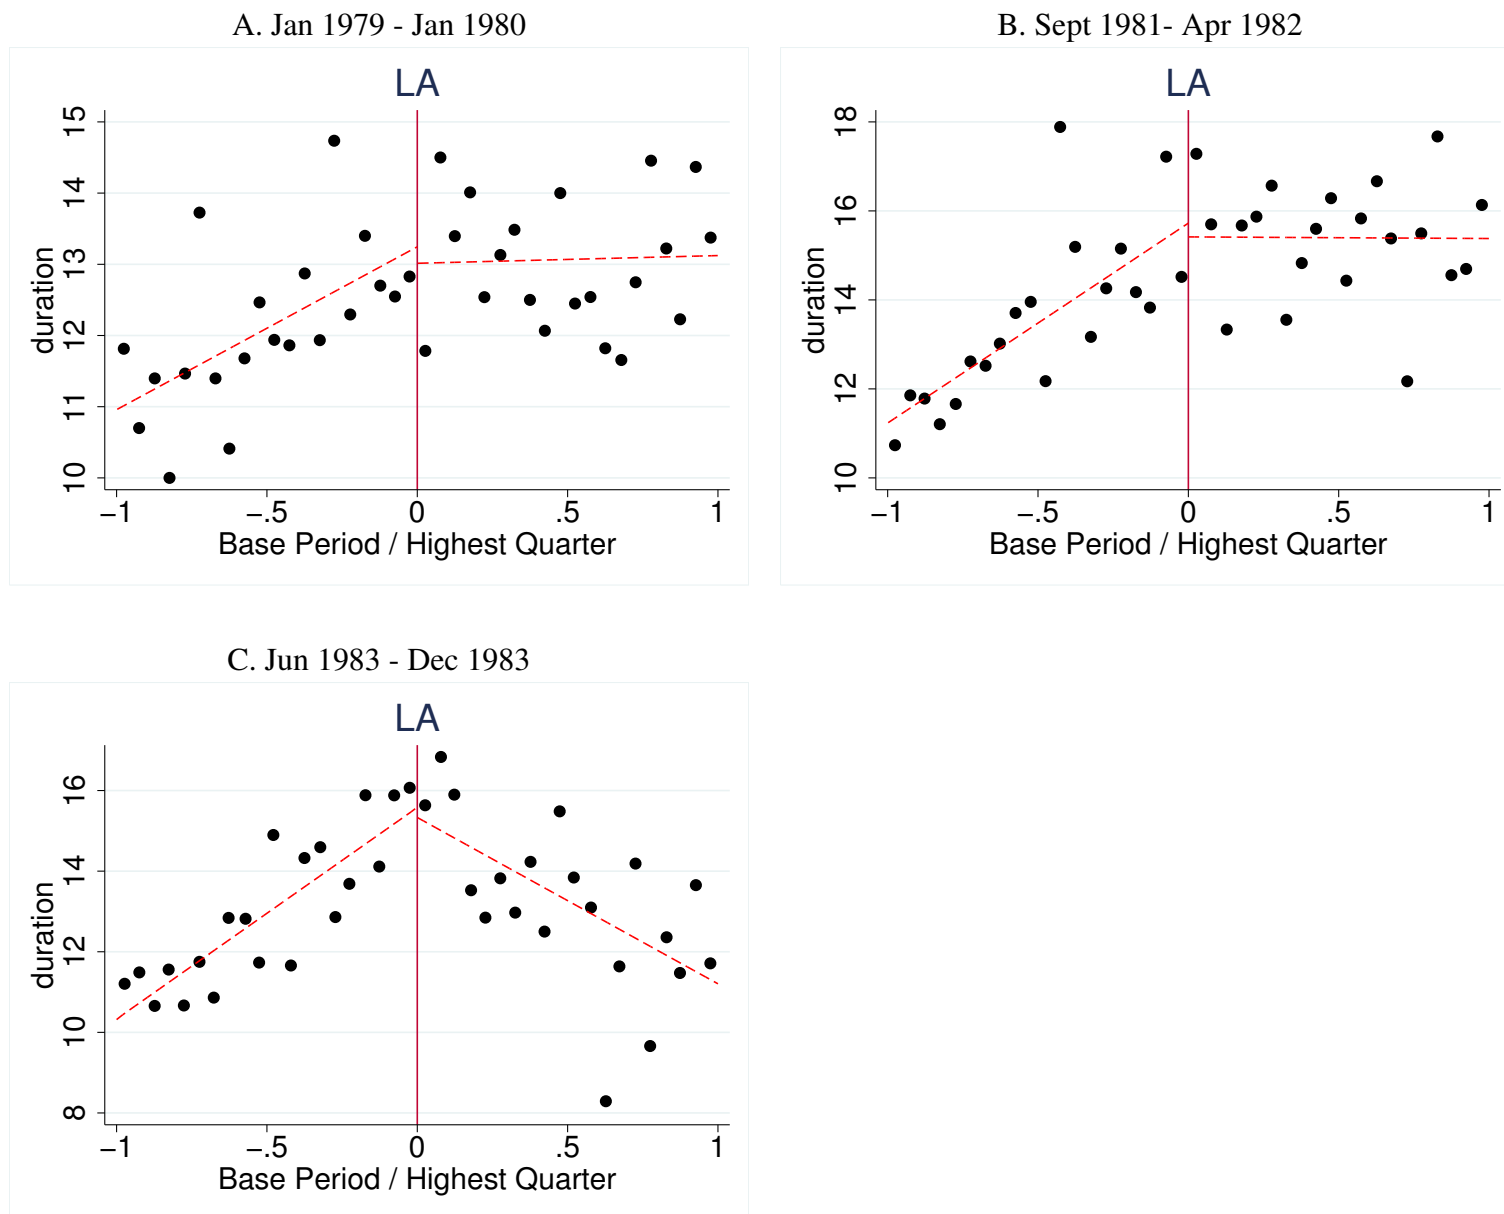 A. Jan 1979 - Jan 1980
LA
duration
15
14
13
12
11
10
−1 −.5 0 .5 1
Base Period / Highest Quarter
B. Sept 1981- Apr 1982
LA
duration
18
16
14
12
10
−1 −.5 0 .5 1
Base Period / Highest Quarter
C. Jun 1983 - Dec 1983
LA
duration
16
14
12
10
8
−1 −.5 0 .5 1
Base Period / Highest Quarter